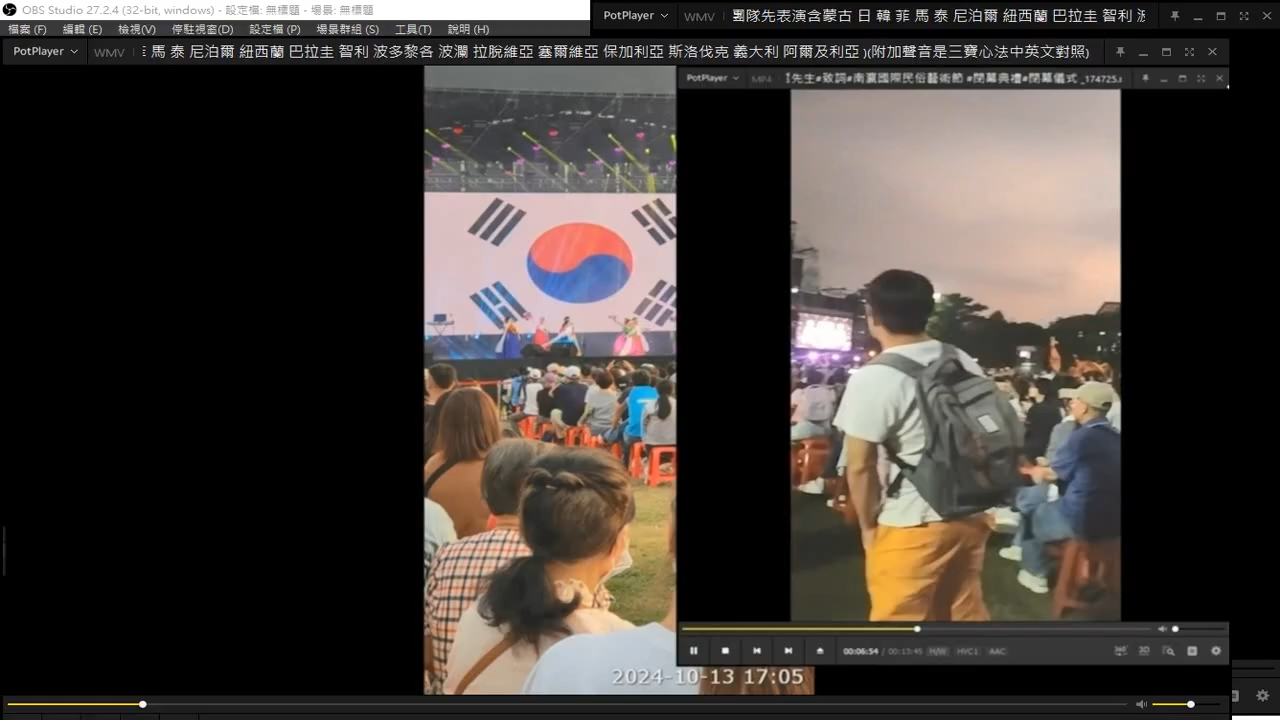 OBS Studio 27.2.4 (32-bit, windows) - 設定檔: 無標題 - 場景: 無標題
檔案 (F) 編輯 (E) 檢視(V) 停駐視窗(D) 設定檔 (P) 場景群組 (S) 工具(T) 說明 (H)
PotPlayer WMV 團隊先表演含蒙古 日 韓 菲 馬 泰 尼泊爾 紐西蘭 巴拉圭 智利
PotPlayer WMV 馬 泰 尼泊爾 紐西蘭 巴拉圭 智利 波多黎各 波瀾 拉脫維亞 塞爾維亞 保加利亞 斯洛伐克 義大利 阿爾及利亞 )(附加聲音是三寶心法中英文對照)
PotPlayer MP4 先生#致詞#南瀛國際民俗藝術節 #閉幕典禮#閉幕儀式 _174725.
00:06:54 / 00:13:45 H/W HVC1 AAC
360° 3D
2024-10-13 17:05